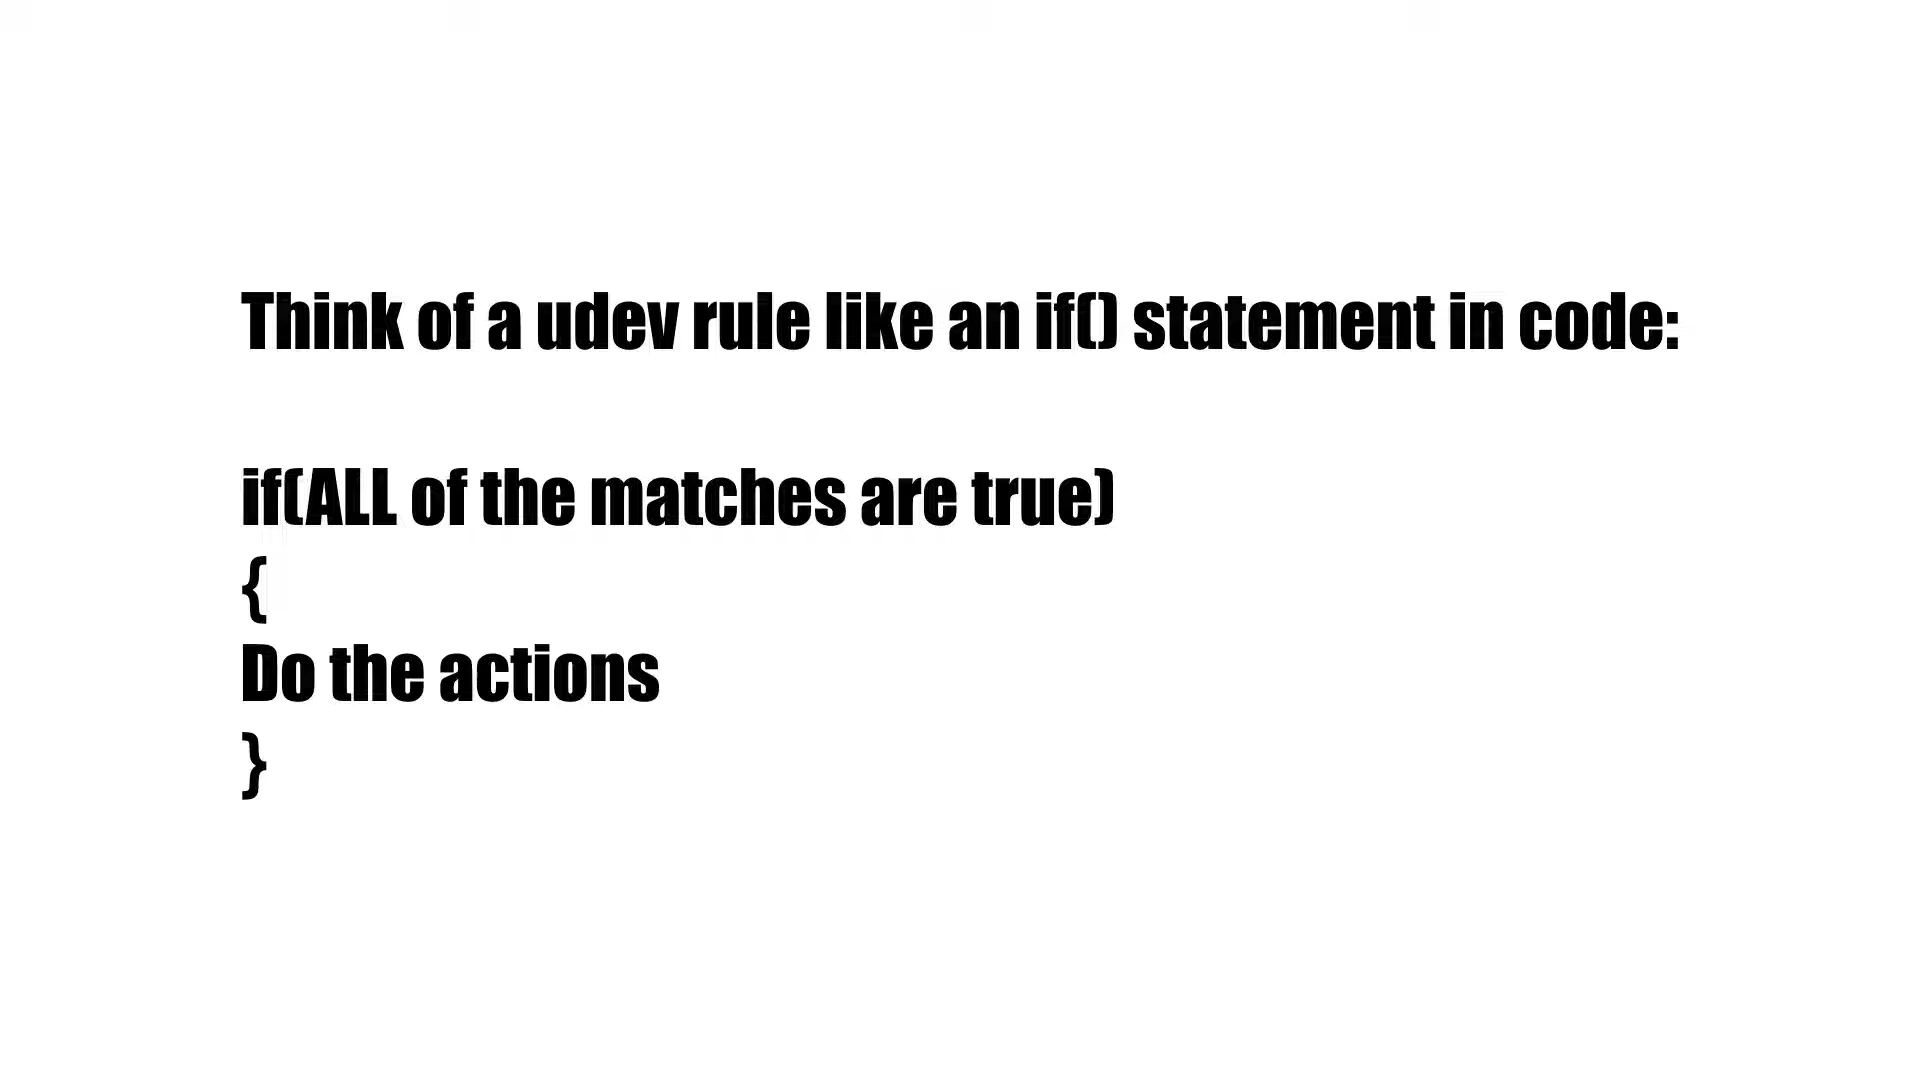 Think of a udev rule like an if() statement in code:
if(ALL of the matches are true)
{
Do the actions
}